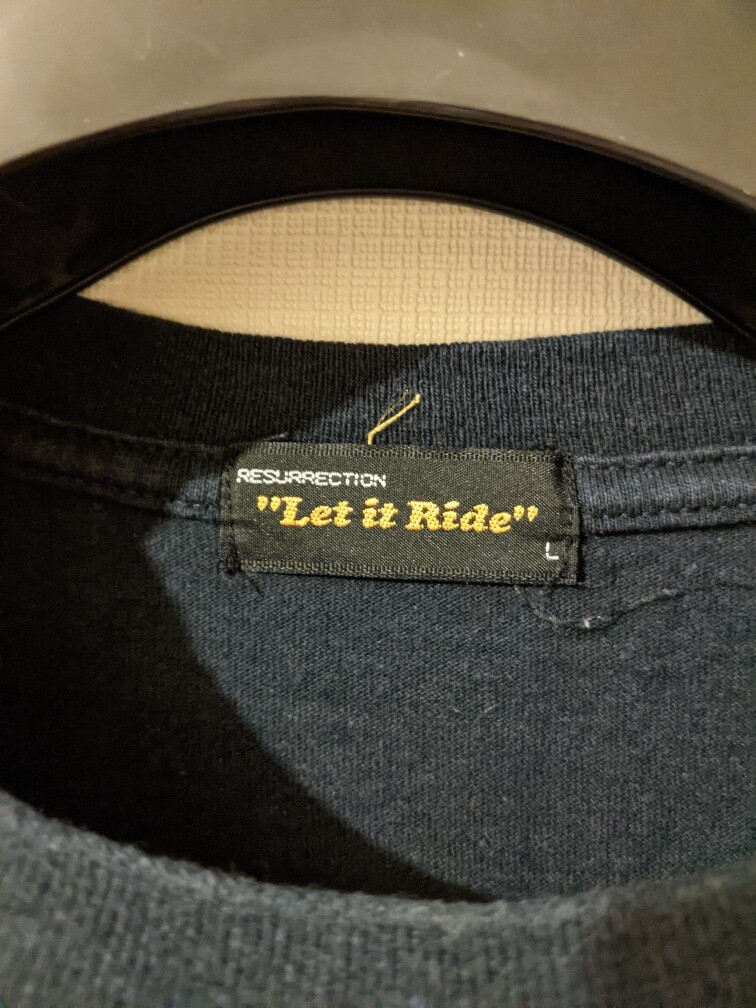 RESURRECTION
"Let it Ride"
L